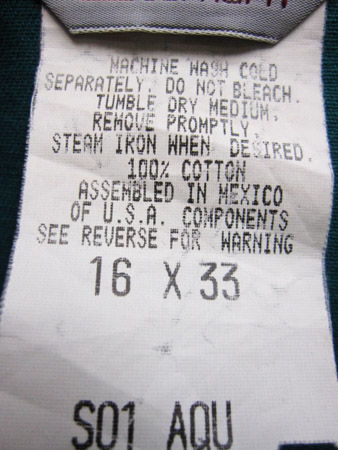 MACHINE WASH COLD
SEPARATELY. DO NOT BLEACH.
TUMBLE DRY MEDIUM.
REMOVE PROMPTLY.
STEAM IRON WHEN DESIRED.
100% COTTON
ASSEMBLED IN MEXICO
OF U.S.A. COMPONENTS
SEE REVERSE FOR WARNING
16 X 33
S01 AQU